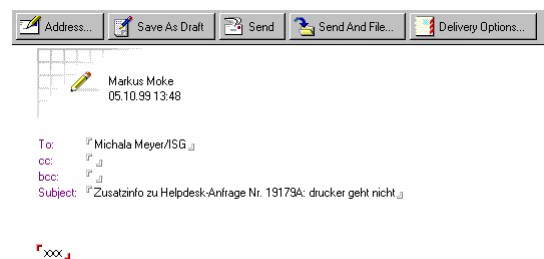 Address... Save As Draft Send Send And File... Delivery Options...
Markus Moke
05.10.99 13:48
To: Michala Meyer/ISG
cc:
bcc:
Subject: Zusatzinfo zu Helpdesk-Anfrage Nr. 19179A: drucker geht nicht
xxx